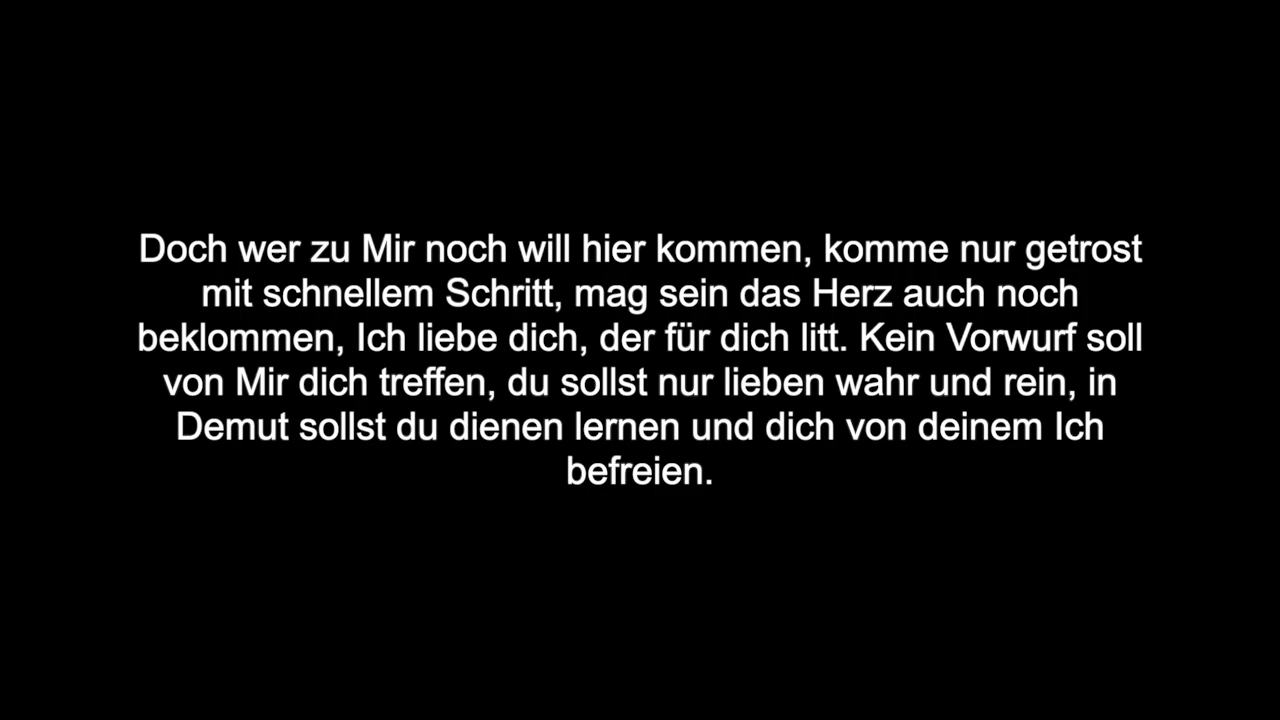 Doch wer zu Mir noch will hier kommen, komme nur getrost
mit schnellem Schritt, mag sein das Herz auch noch
beklommen, Ich liebe dich, der für dich litt. Kein Vorwurf soll
von Mir dich treffen, du sollst nur lieben wahr und rein, in
Demut sollst du dienen lernen und dich von deinem Ich
befreien.